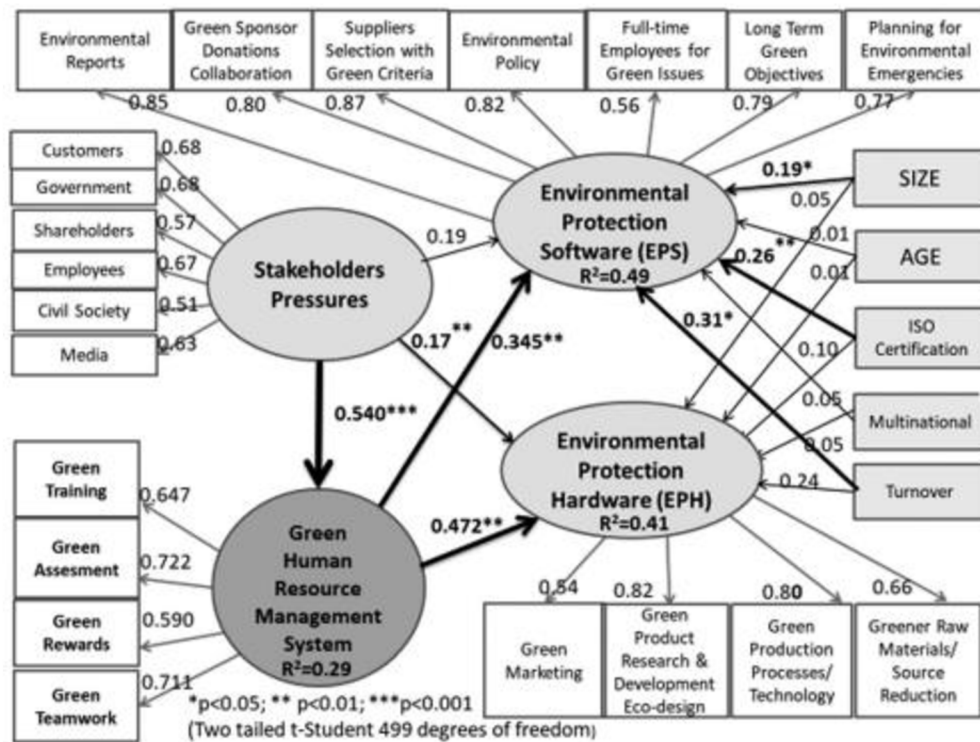 Environmental
Reports
Green Sponsor
Donations
Collaboration
Suppliers
Selection with
Green Criteria
Environmental
Policy
Full-time
Employees for
Green Issues
Long Term
Green
Objectives
Planning for
Environmental
Emergencies
0.85
0.80
0.87
0.82
0.56
0.79
0.77
Customers
0.68
Government
0.68
Shareholders
0.57
Employees
0.67
Civil Society
0.51
Media
0.63
Stakeholders
Pressures
0.19
Environmental
Protection
Software (EPS)
R²=0.49
0.19*
0.05
0.01
0.26**
0.01
0.31*
0.10
0.05
0.05
0.24
SIZE
AGE
ISO
Certification
Multinational
Turnover
0.17**
0.345**
0.540***
0.472**
Environmental
Protection
Hardware (EPH)
R²=0.41
Green
Training
0.647
Green
Assesment
0.722
Green
Rewards
0.590
Green
Teamwork
0.711
Green
Human
Resource
Management
System
R²=0.29
0.54
0.82
0.80
0.66
Green
Marketing
Green
Product
Research &
Development
Eco-design
Green
Production
Processes/
Technology
Greener Raw
Materials/
Source
Reduction
*p<0.05; ** p<0.01; ***p<0.001
(Two tailed t-Student 499 degrees of freedom)